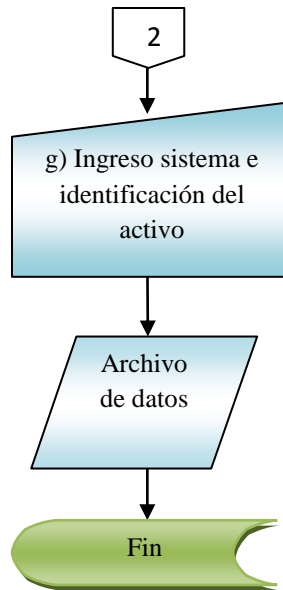 2
g) Ingreso sistema e
identificación del
activo
Archivo
de datos
Fin